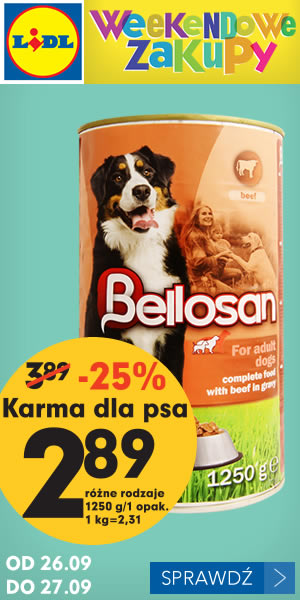 LIDL
WEEKENDOWE
ZAKUPY
beef
Bellosan
For adult
dogs
complete food
with beef in gravy
1250 g e
3.89 -25%
Karma dla psa
2 89
różne rodzaje
1250 g/1 opak.
1 kg=2,31
OD 26.09
DO 27.09
SPRAWDŹ >